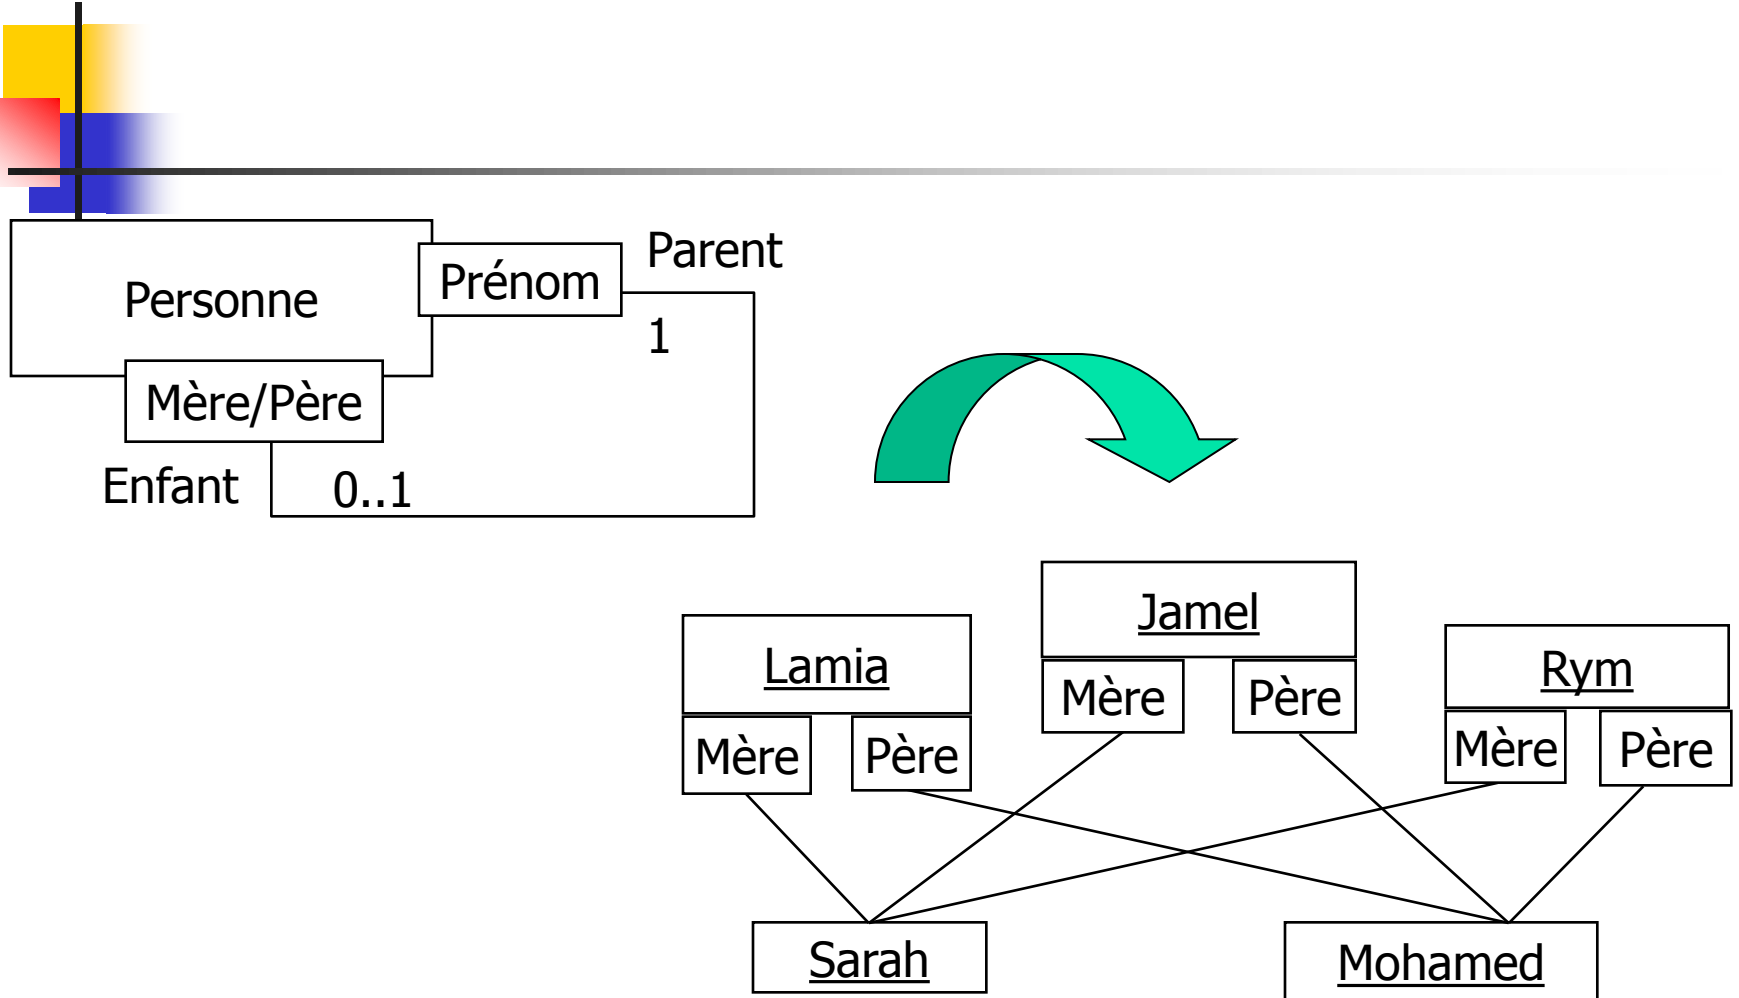 Personne
Prénom
Parent
1
Mère/Père
Enfant
0..1
Jamel
Lamia
Rym
Mère
Père
Mère
Père
Mère
Père
Sarah
Mohamed